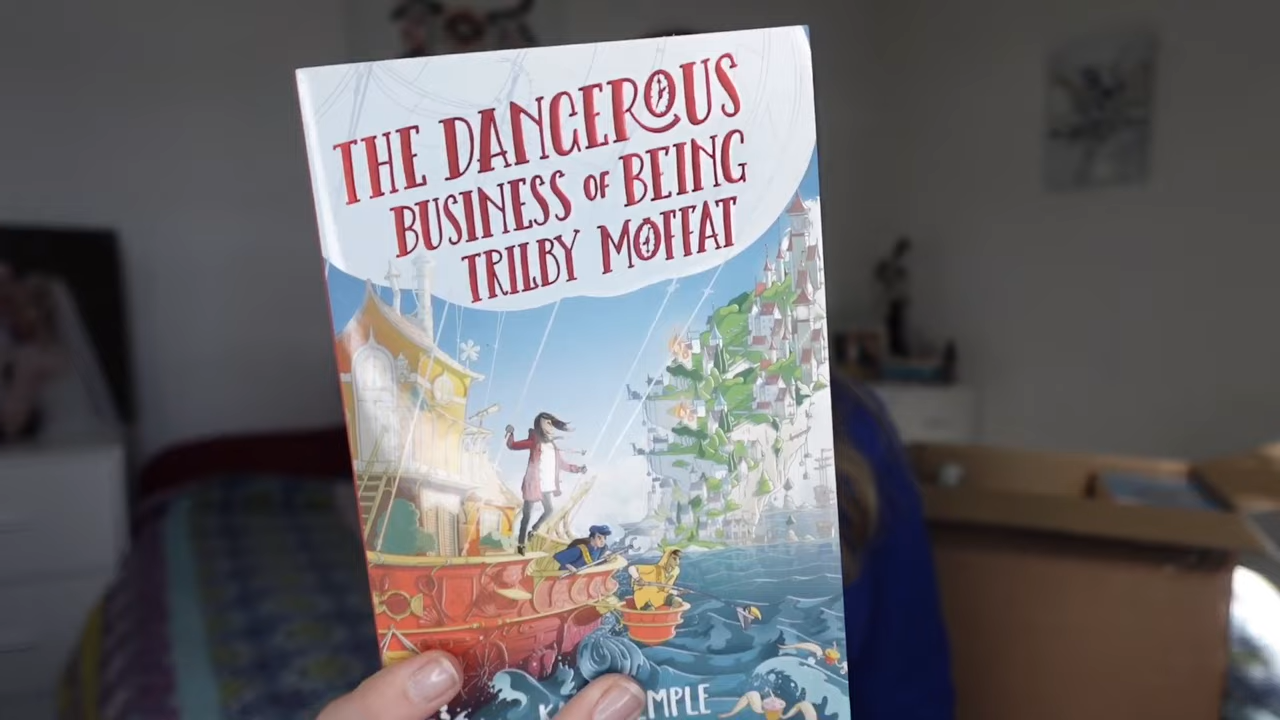 THE DANGEROUS
BUSINESS OF BEING
TRILBY MOFFAT